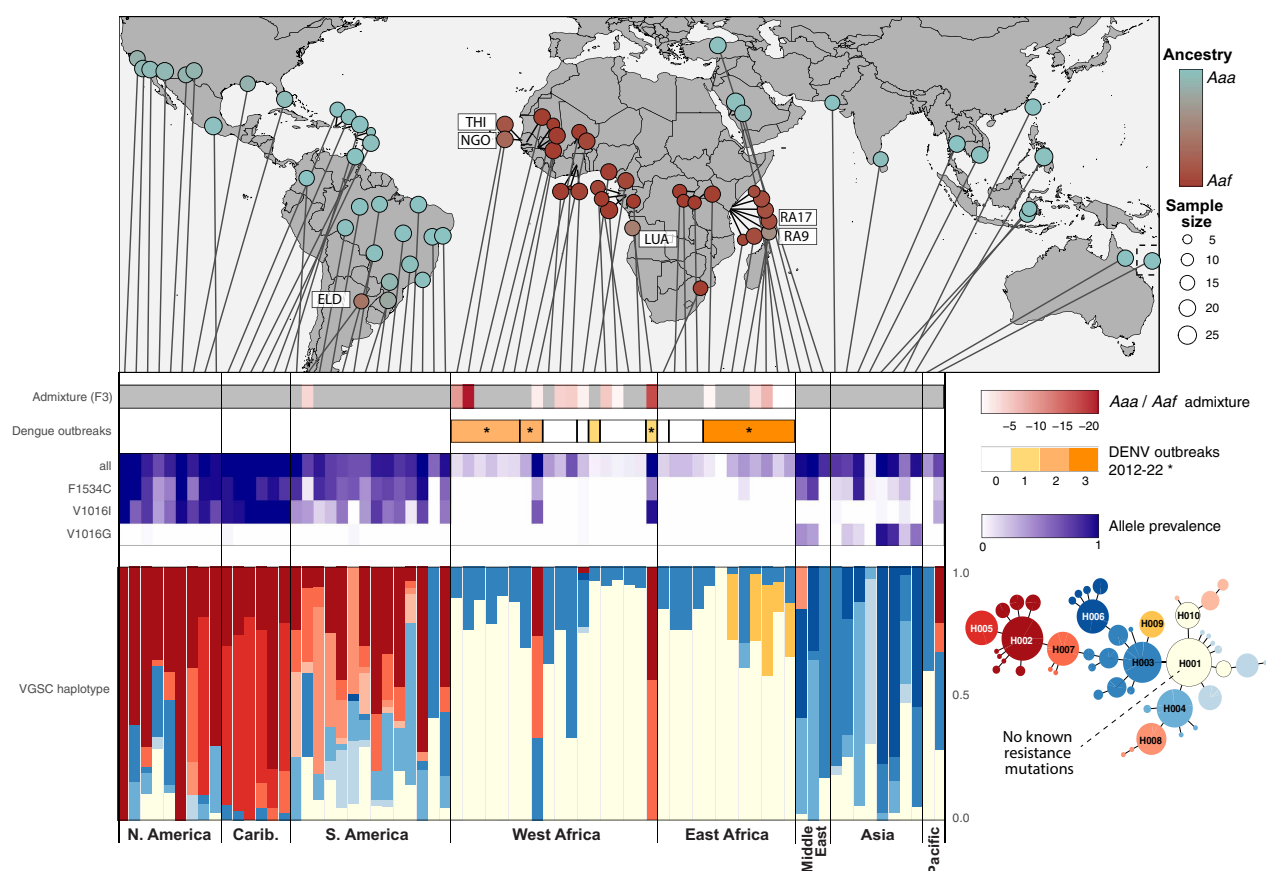 Ancestry
Aaa
Aaf
Sample
size
5
10
15
20
25
THI
NGO
RA17
RA9
LUA
ELD
Admixture (F3)
Dengue outbreaks
* * * *
all
F1534C
V1016I
V1016G
VGSC haplotype
Aaa / Aaf admixture
−5 −10 −15 −20
DENV outbreaks
2012-22 *
0 1 2 3
Allele prevalence
0 1
1.0
0.5
0.0
H005
H002
H007
H006
H009
H010
H003
H001
H004
H008
No known
resistance
mutations
N. America
Carib.
S. America
West Africa
East Africa
Middle
East
Asia
Pacific